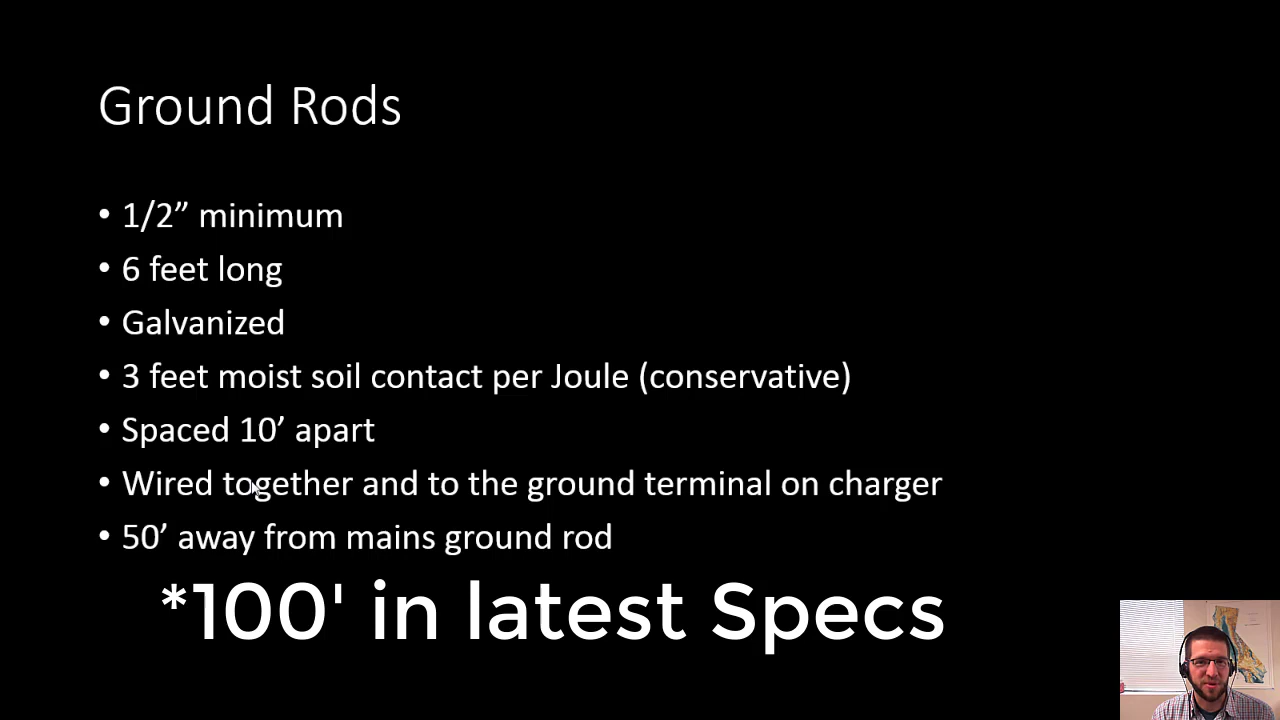 Ground Rods
• 1/2” minimum
• 6 feet long
• Galvanized
• 3 feet moist soil contact per Joule (conservative)
• Spaced 10’ apart
• Wired together and to the ground terminal on charger
• 50’ away from mains ground rod
*100' in latest Specs